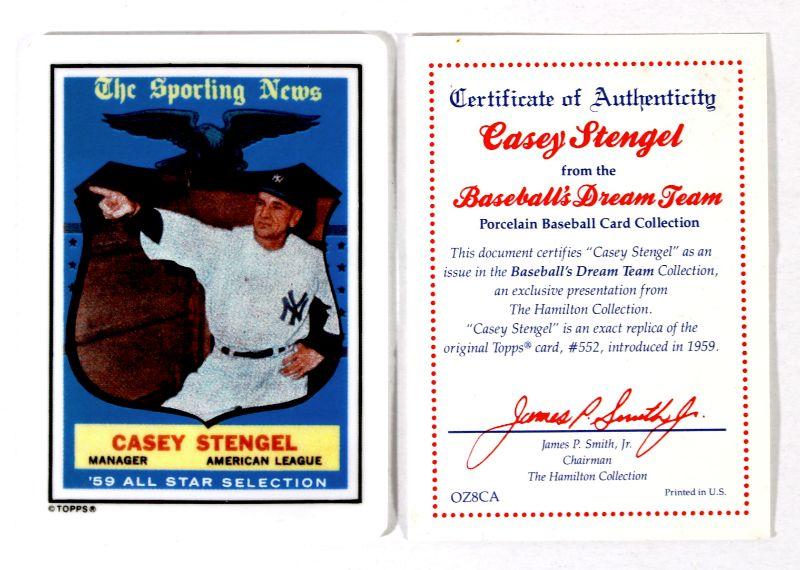 The Sporting News
NY
NY
CASEY STENGEL
MANAGER AMERICAN LEAGUE
'59 ALL STAR SELECTION
©TOPPS®
Certificate of Authenticity
Casey Stengel
from the
Baseball's Dream Team
Porcelain Baseball Card Collection
This document certifies "Casey Stengel" as an
issue in the Baseball's Dream Team Collection,
an exclusive presentation from
The Hamilton Collection.
"Casey Stengel" is an exact replica of the
original Topps® card, #552, introduced in 1959.
James P. Smith, Jr.
James P. Smith, Jr.
Chairman
The Hamilton Collection
OZ8CA
Printed in U.S.